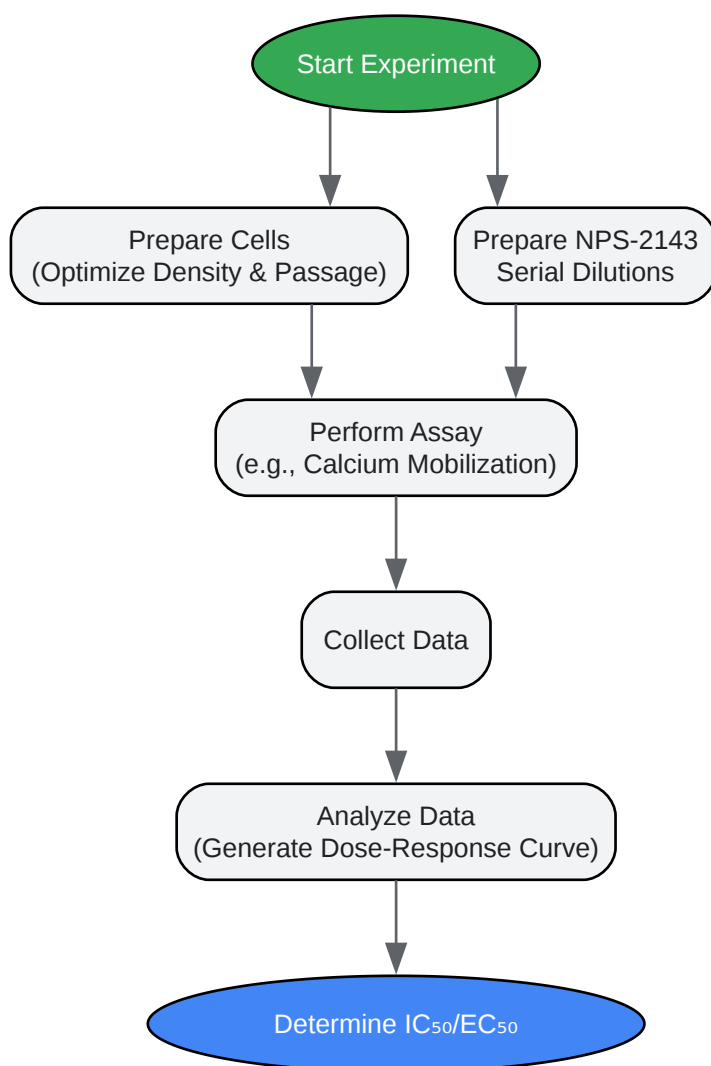 Start Experiment
Prepare Cells
(Optimize Density & Passage)
Prepare NPS-2143
Serial Dilutions
Perform Assay
(e.g., Calcium Mobilization)
Collect Data
Analyze Data
(Generate Dose-Response Curve)
Determine IC₅₀/EC₅₀